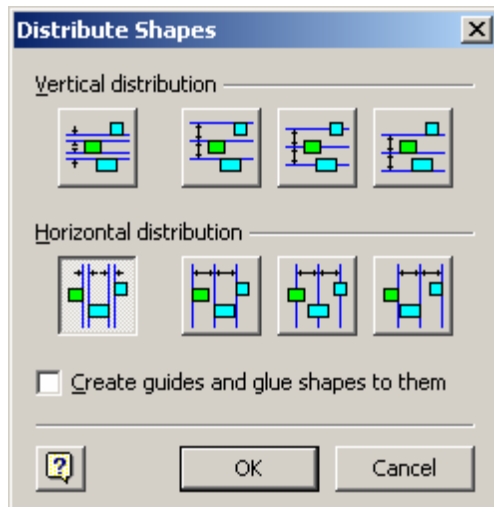 Distribute Shapes
Vertical distribution
Horizontal distribution
Create guides and glue shapes to them
?
OK
Cancel